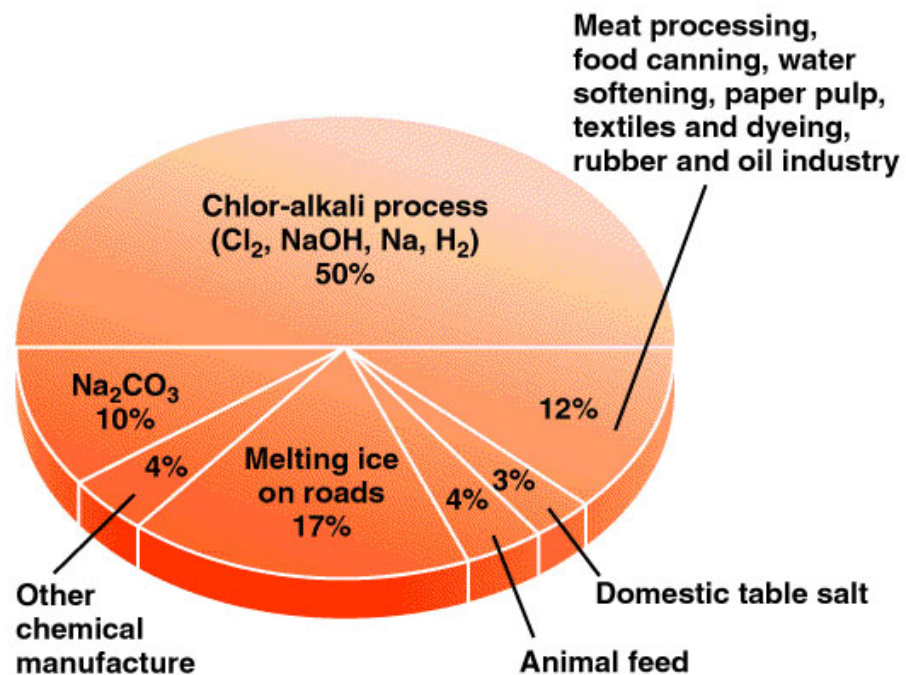 Meat processing,
food canning, water
softening, paper pulp,
textiles and dyeing,
rubber and oil industry
Chlor-alkali process
(Cl₂, NaOH, Na, H₂)
50%
Na₂CO₃
10%
4%
Melting ice
on roads
17%
4%
3%
12%
Other
chemical
manufacture
Animal feed
Domestic table salt